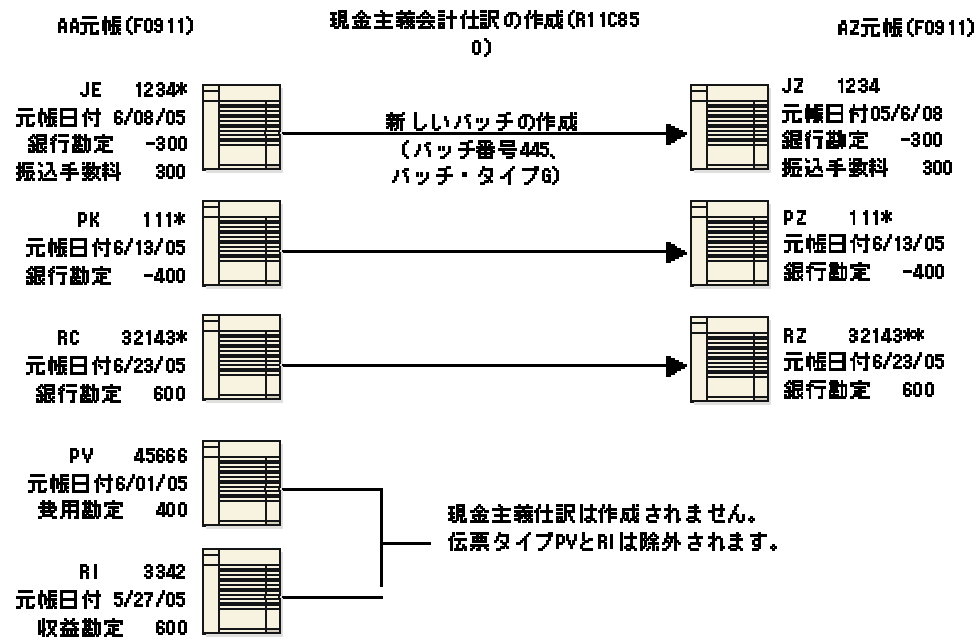 AA元帳(F0911)
現金主義会計仕訳の作成(R11C85
0)
AZ元帳(F0911)
JE 1234*
元帳日付 6/08/05
銀行勘定 -300
振込手数料 300
新しいバッチの作成
(バッチ番号445、
バッチ・タイプG)
JZ 1234
元帳日付05/6/08
銀行勘定 -300
振込手数料 300
PK 111*
元帳日付6/13/05
銀行勘定 -400
PZ 111*
元帳日付6/13/05
銀行勘定 -400
RC 32143*
元帳日付6/23/05
銀行勘定 600
RZ 32143**
元帳日付6/23/05
銀行勘定 600
PV 45666
元帳日付6/01/05
費用勘定 400
現金主義仕訳は作成されません。
伝票タイプPVとRIは除外されます。
RI 3342
元帳日付 5/27/05
収益勘定 600